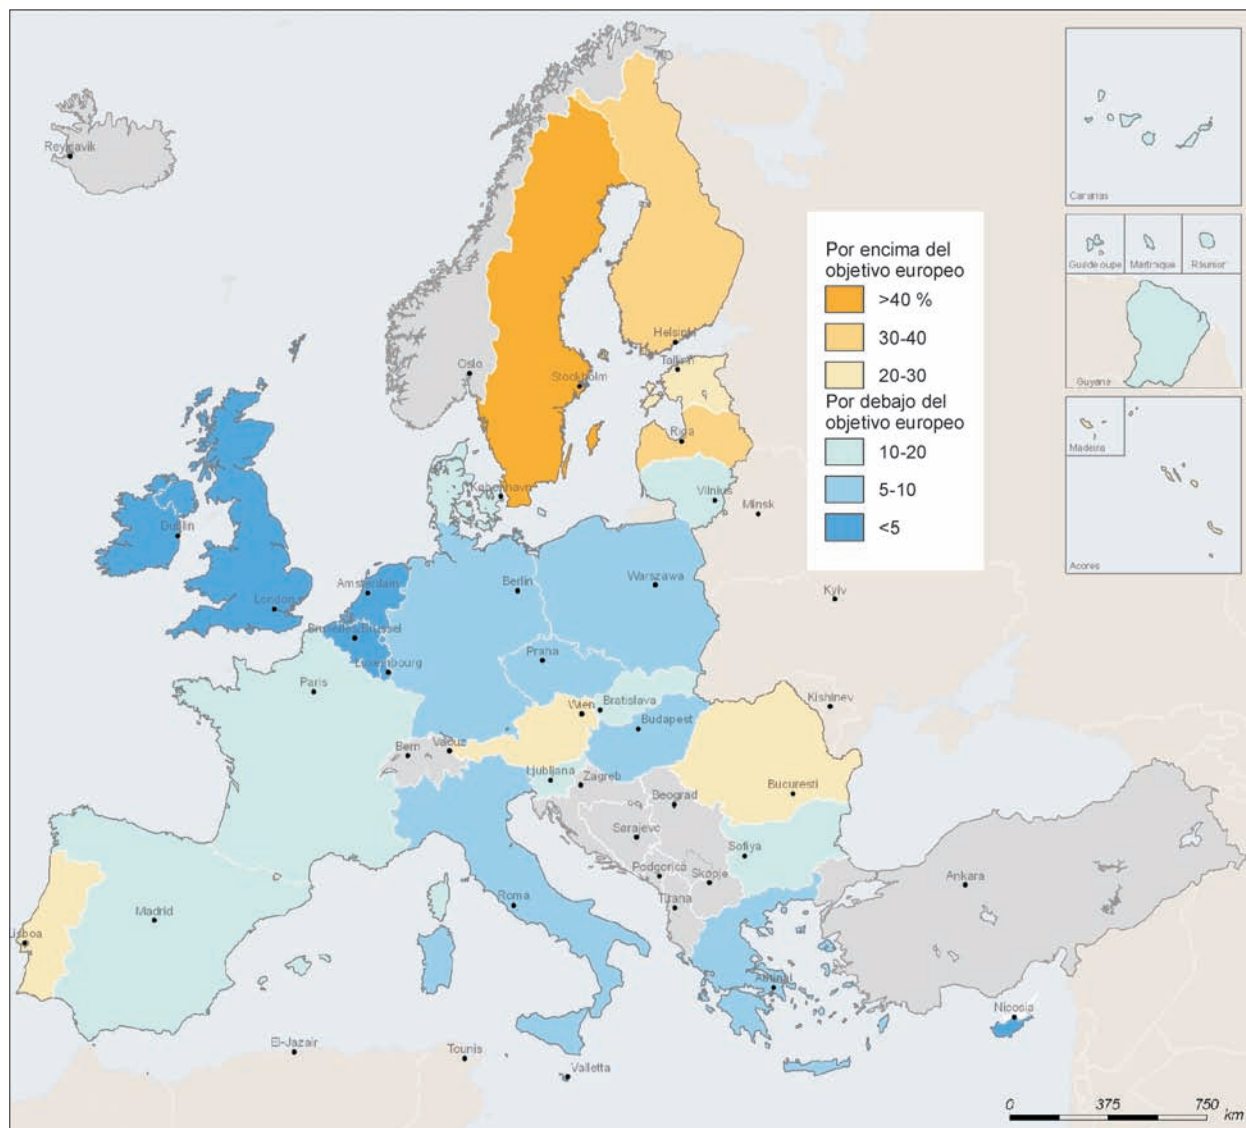 Reykjavik
Oslo
Helsinki
Tallinn
Stockholm
Riga
København
Vilnius
Minsk
Dublin
London
Amsterdam
Berlin
Warszawa
Kyiv
Bruxelles-Brussel
Luxembourg
Praha
Paris
Wien
Bratislava
Budapest
Kishinev
Bern
Vaduz
Ljubljana
Zagreb
Beograd
Bucuresti
Sarajevo
Sofiya
Podgorica
Skopje
Tirana
Ankara
Roma
Madrid
Lisboa
Athinai
Nicosia
El-Jazair
Tounis
Valletta
Por encima del
objetivo europeo
>40 %
30-40
20-30
Por debajo del
objetivo europeo
10-20
5-10
<5
Canarias
Guadeloupe
Martinique
Réunion
Guyane
Madeira
Acores
0 375 750
km